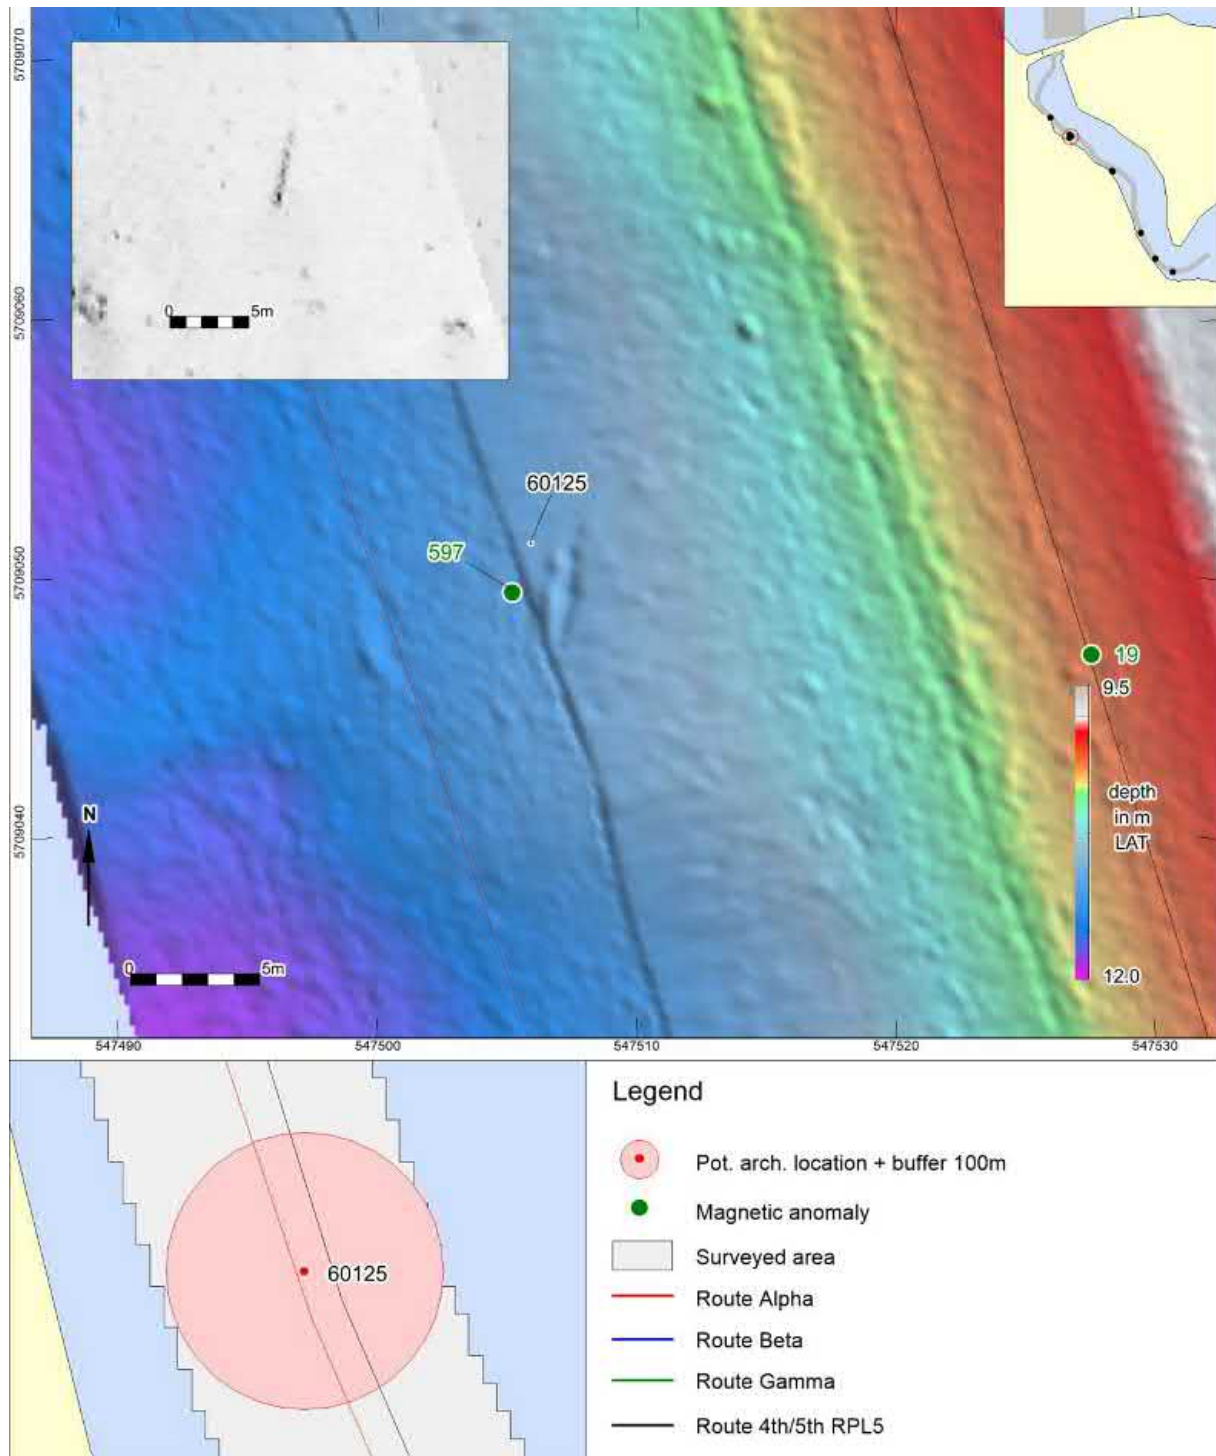 5709070
5709060
5709050
5709040
0 5m
60125
597
19
9.5
depth
in m
LAT
12.0
N
0 5m
547490 547500 547510 547520 547530
60125
Legend
Pot. arch. location + buffer 100m
Magnetic anomaly
Surveyed area
Route Alpha
Route Beta
Route Gamma
Route 4th/5th RPL5